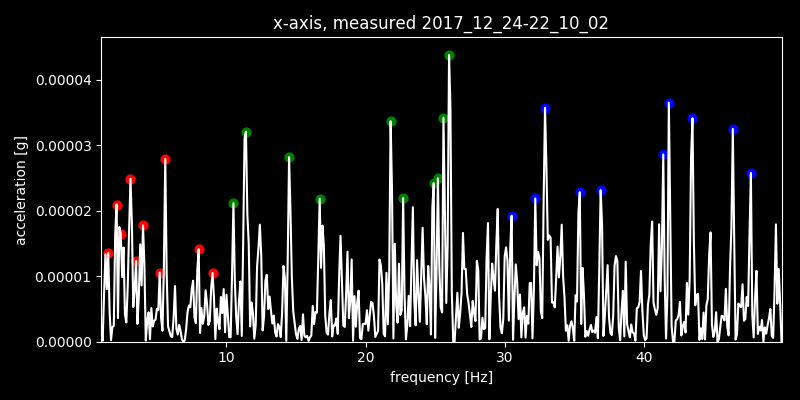 x-axis, measured 2017_12_24-22_10_02
acceleration [g]
0.00004
0.00003
0.00002
0.00001
0.00000
10 20 30 40
frequency [Hz]